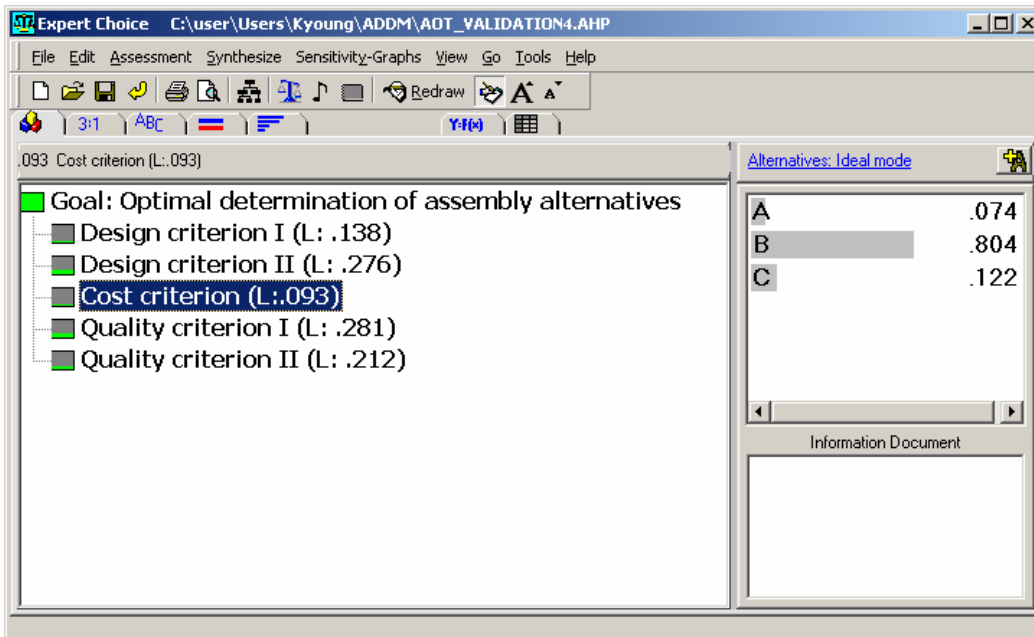 Expert Choice C:\user\Users\Kyoung\ADDM\AOT_VALIDATION4.AHP
File Edit Assessment Synthesize Sensitivity-Graphs View Go Tools Help
Redraw A A
3:1 ABC Y=F(x)
.093 Cost criterion (L:.093)
Alternatives: Ideal mode
Goal: Optimal determination of assembly alternatives
Design criterion I (L: .138)
Design criterion II (L: .276)
Cost criterion (L:.093)
Quality criterion I (L: .281)
Quality criterion II (L: .212)
A .074
B .804
C .122
Information Document